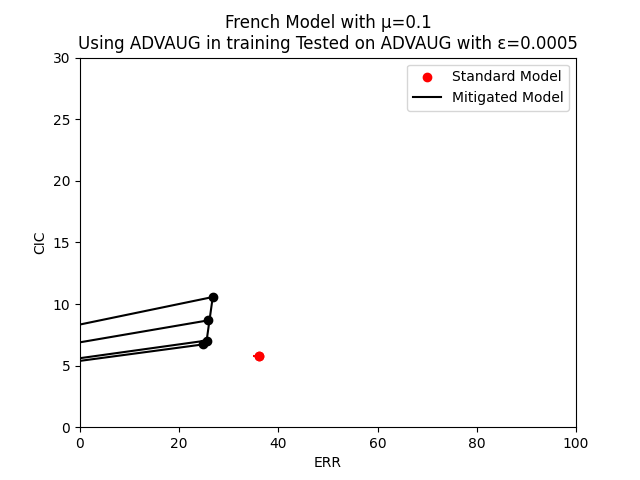 French Model with μ=0.1
Using ADVAUG in training Tested on ADVAUG with ε=0.0005
Standard Model
Mitigated Model
30
25
20
15
10
5
0
CIC
0 20 40 60 80 100
ERR